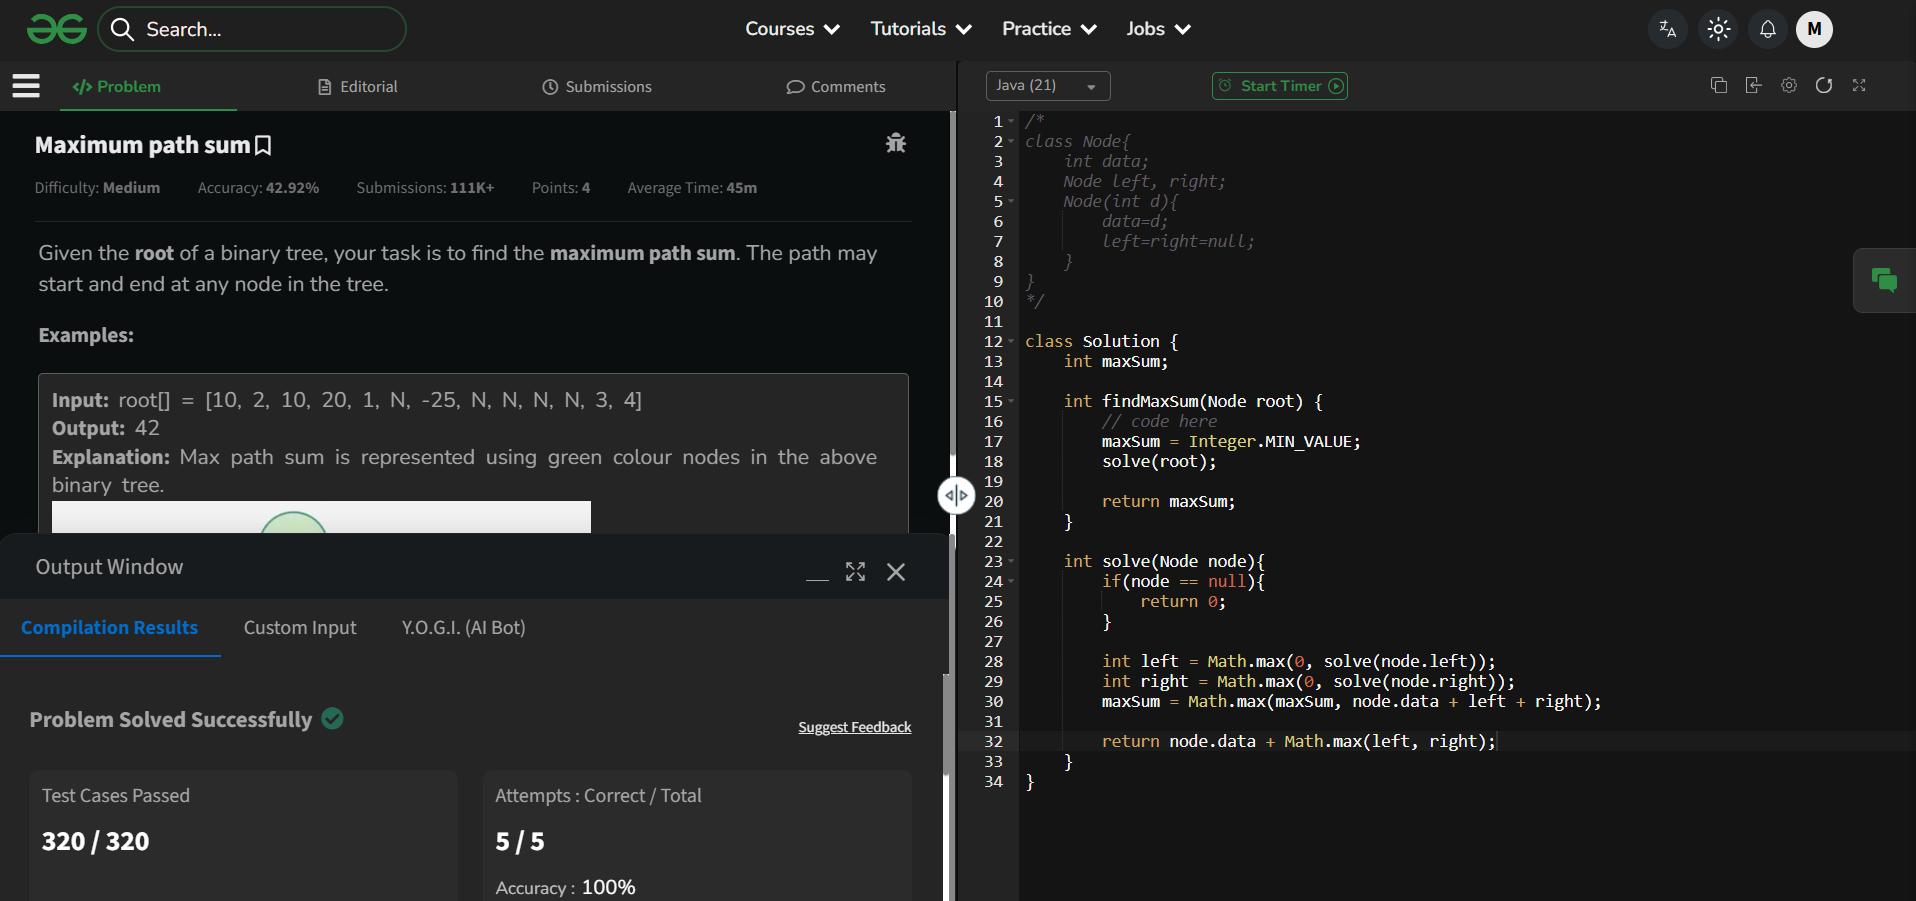 Search...
Courses Tutorials Practice Jobs
M
</> Problem Editorial Submissions Comments
Java (21) Start Timer
Maximum path sum
Difficulty: Medium Accuracy: 42.92% Submissions: 111K+ Points: 4 Average Time: 45m
Given the root of a binary tree, your task is to find the maximum path sum. The path may
start and end at any node in the tree.
Examples:
Input: root[] = [10, 2, 10, 20, 1, N, -25, N, N, N, N, 3, 4]
Output: 42
Explanation: Max path sum is represented using green colour nodes in the above
binary tree.
Output Window
Compilation Results Custom Input Y.O.G.I. (AI Bot)
Problem Solved Successfully
Suggest Feedback
Test Cases Passed
320 / 320
Attempts : Correct / Total
5 / 5
Accuracy : 100%
1 /*
2 class Node{
3     int data;
4     Node left, right;
5     Node(int d){
6         data=d;
7         left=right=null;
8     }
9 }
10 */
11
12 class Solution {
13     int maxSum;
14
15     int findMaxSum(Node root) {
16         // code here
17         maxSum = Integer.MIN_VALUE;
18         solve(root);
19
20         return maxSum;
21     }
22
23     int solve(Node node){
24         if(node == null){
25             return 0;
26         }
27
28         int left = Math.max(0, solve(node.left));
29         int right = Math.max(0, solve(node.right));
30         maxSum = Math.max(maxSum, node.data + left + right);
31
32         return node.data + Math.max(left, right);
33     }
34 }